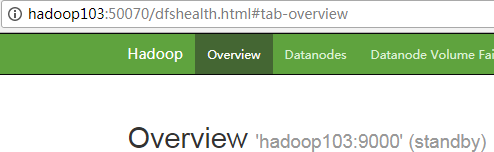 hadoop103:50070/dfshealth.html#tab-overview
Hadoop Overview Datanodes Datanode Volume Fai
Overview 'hadoop103:9000' (standby)